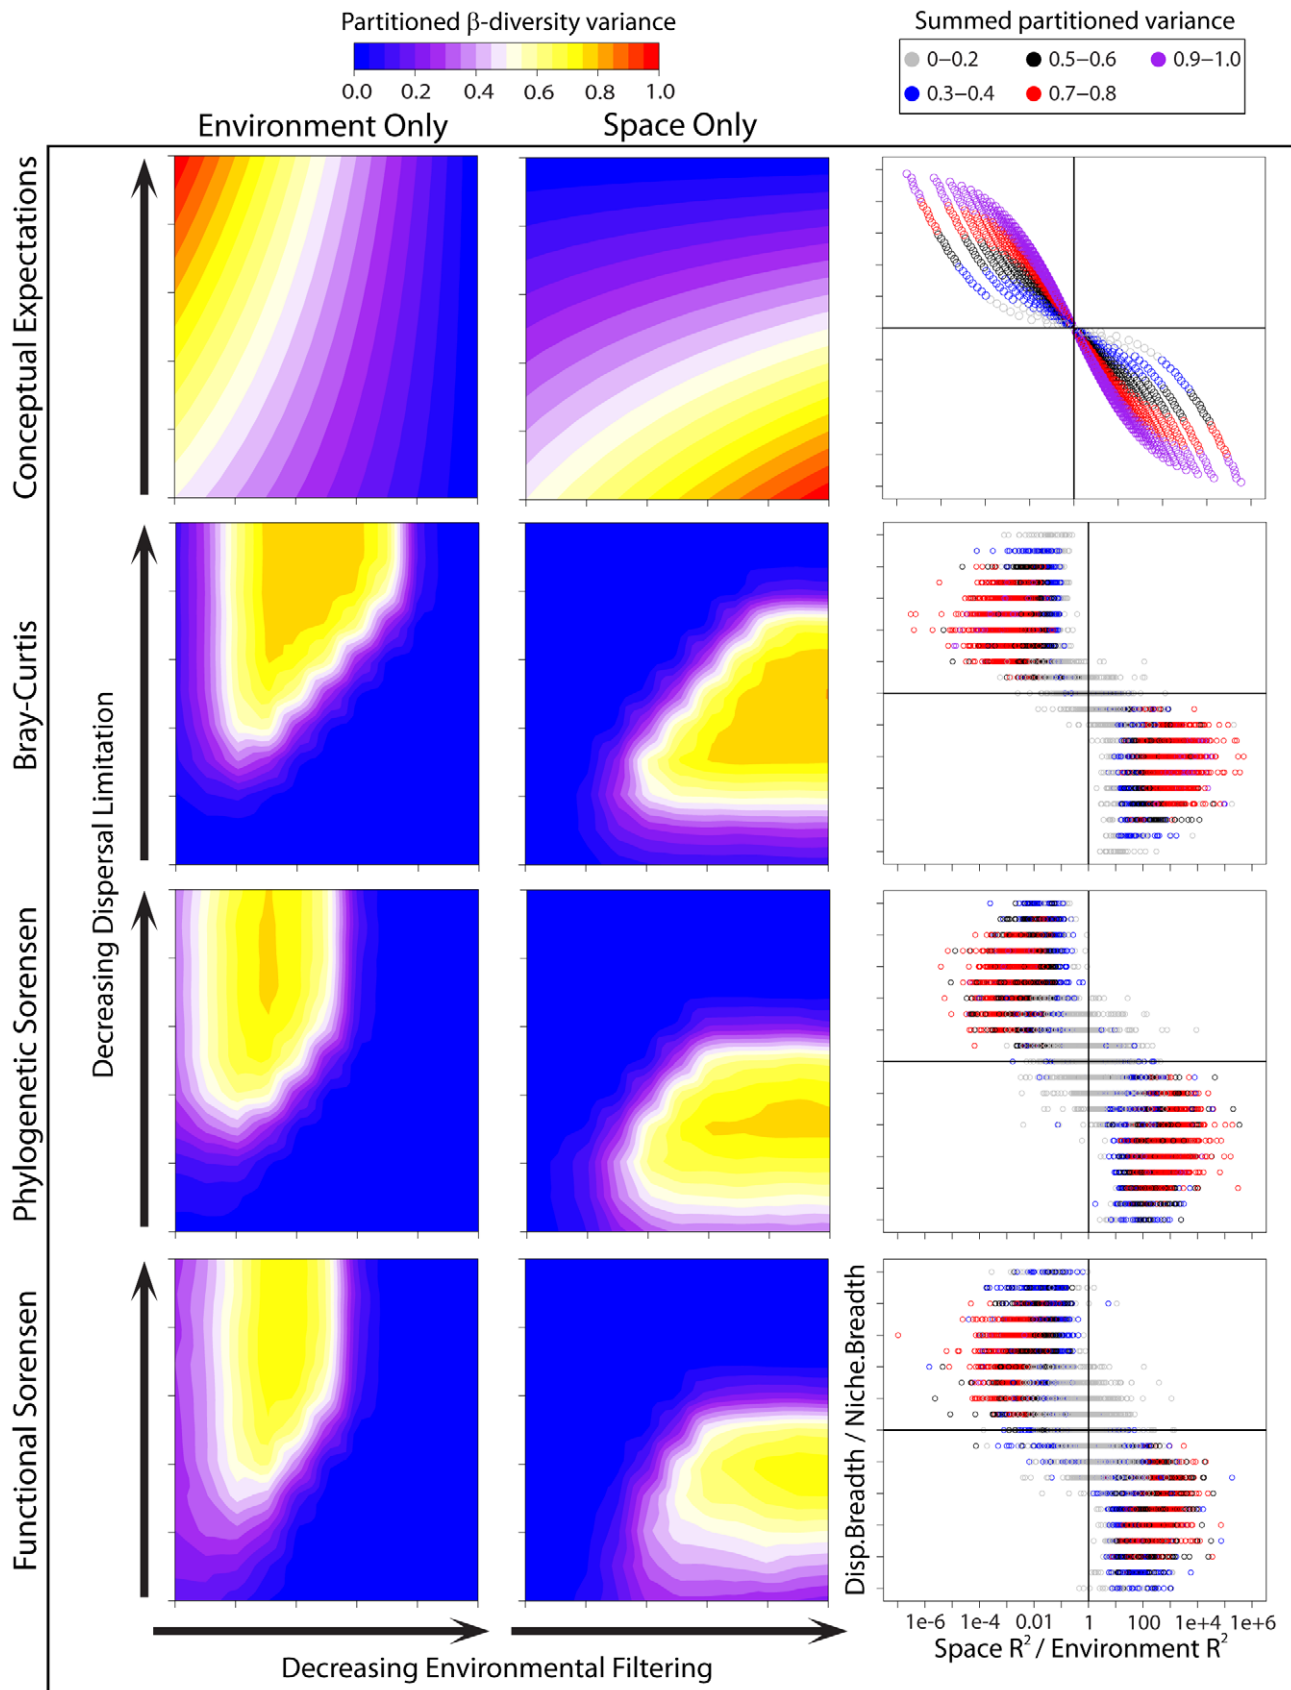 Partitioned β-diversity variance
0.0 0.2 0.4 0.6 0.8 1.0
Summed partitioned variance
0−0.2 0.5−0.6 0.9−1.0
0.3−0.4 0.7−0.8
Environment Only
Space Only
Conceptual Expectations
Bray-Curtis
Phylogenetic Sorensen
Functional Sorensen
Decreasing Dispersal Limitation
Decreasing Environmental Filtering
Disp.Breadth / Niche.Breadth
1e-6 1e-4 0.01 1 100 1e+4 1e+6
Space R² / Environment R²